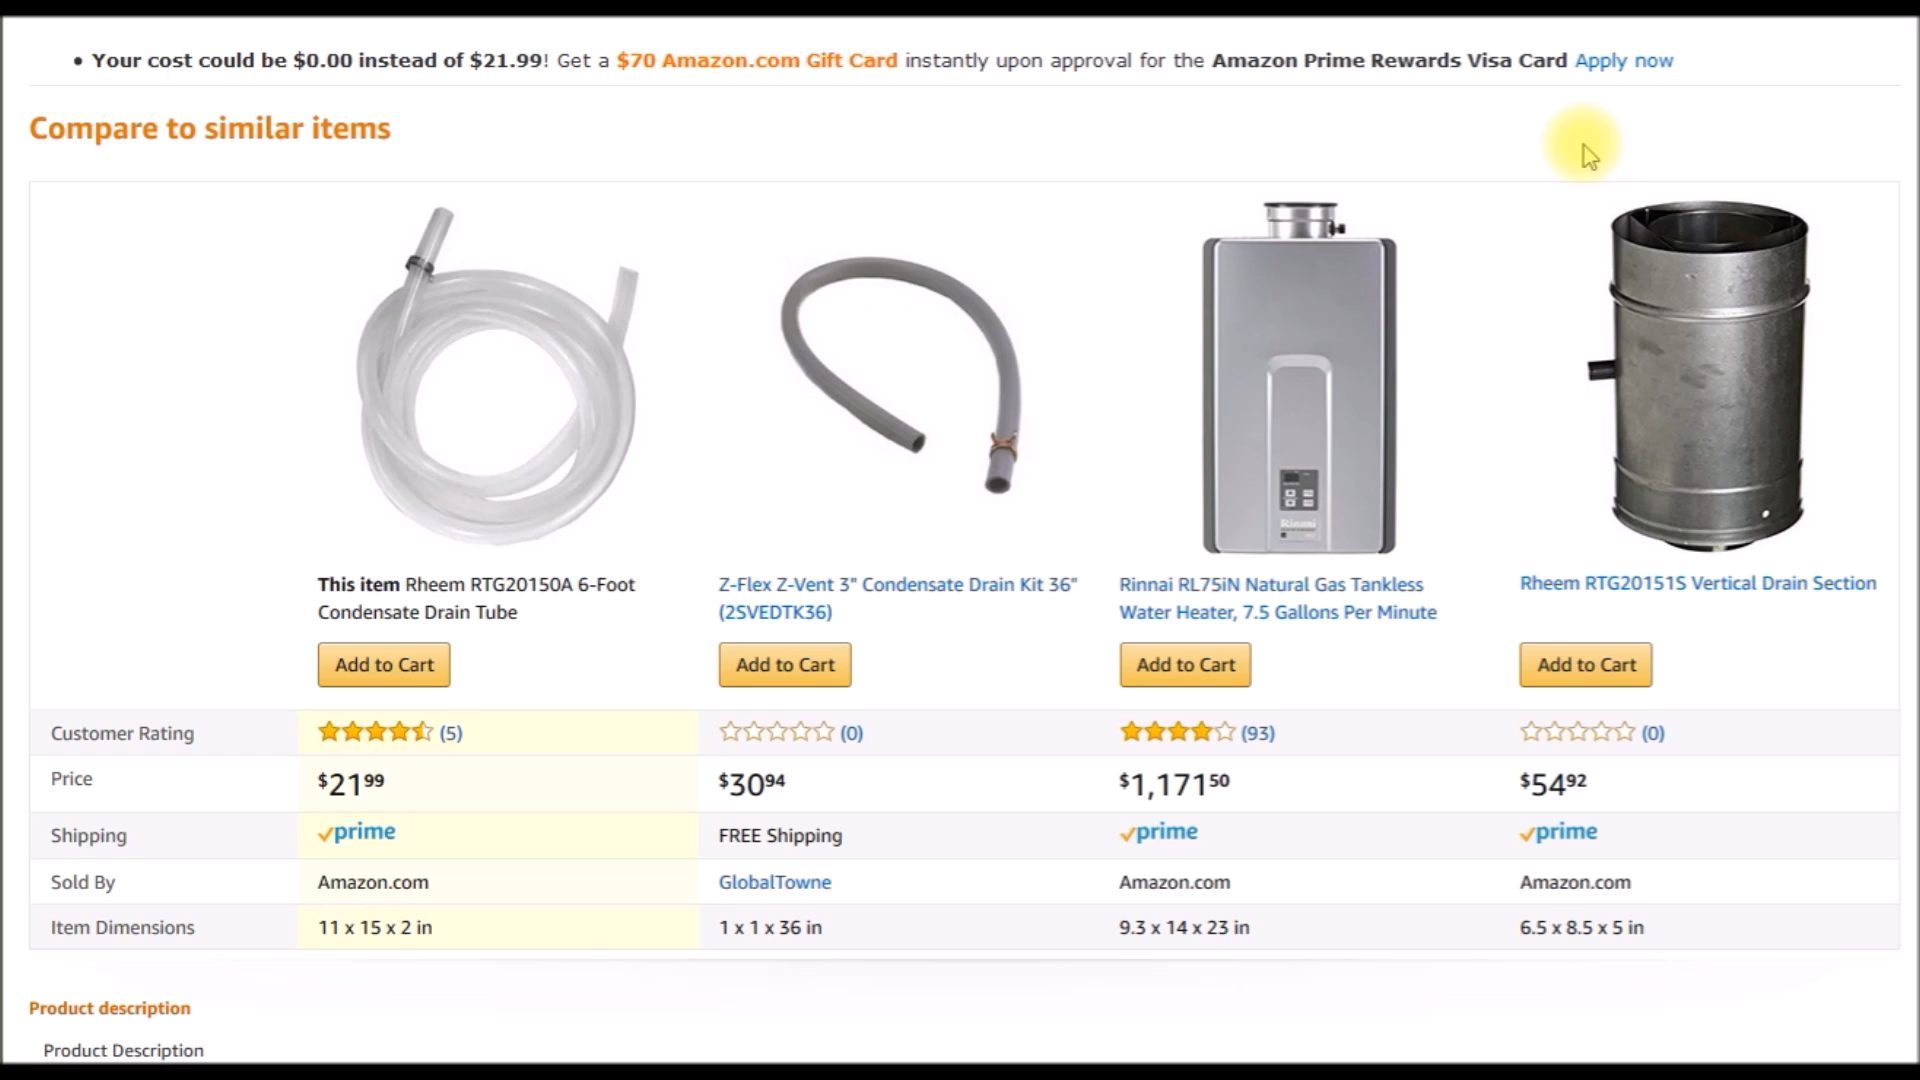 • Your cost could be $0.00 instead of $21.99! Get a $70 Amazon.com Gift Card instantly upon approval for the Amazon Prime Rewards Visa Card Apply now
Compare to similar items
Rinnai
This item Rheem RTG20150A 6-Foot
Condensate Drain Tube
Z-Flex Z-Vent 3" Condensate Drain Kit 36"
(2SVEDTK36)
Rinnai RL75iN Natural Gas Tankless
Water Heater, 7.5 Gallons Per Minute
Rheem RTG20151S Vertical Drain Section
Add to Cart Add to Cart Add to Cart Add to Cart
Customer Rating (5) (0) (93) (0)
Price $21.99 $30.94 $1,171.50 $54.92
Shipping prime FREE Shipping prime prime
Sold By Amazon.com GlobalTowne Amazon.com Amazon.com
Item Dimensions 11 x 15 x 2 in 1 x 1 x 36 in 9.3 x 14 x 23 in 6.5 x 8.5 x 5 in
Product description
Product Description